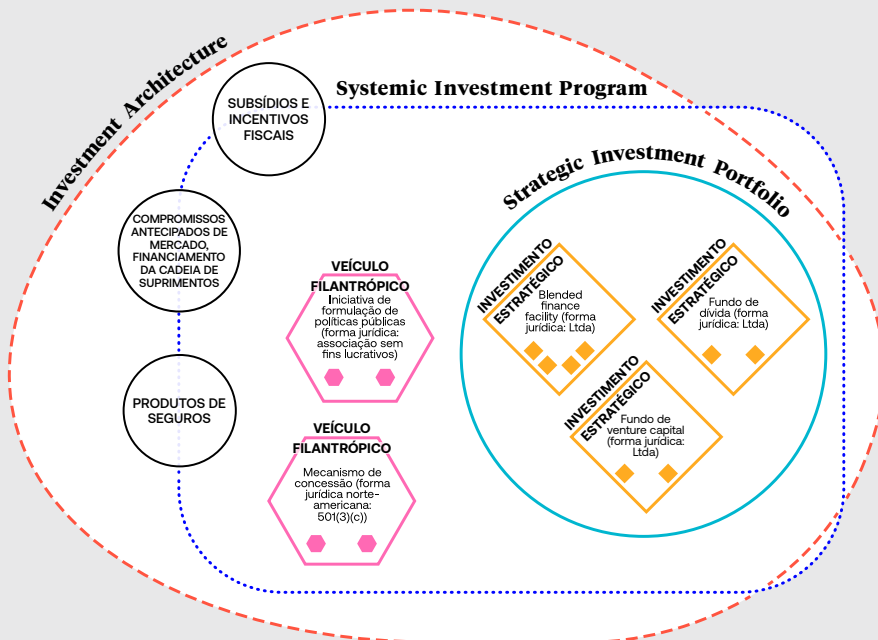 Investment Architecture
SUBSÍDIOS E
INCENTIVOS
FISCAIS
Systemic Investment Program
Strategic Investment Portfolio
COMPROMISSOS
ANTECIPADOS DE
MERCADO,
FINANCIAMENTO
DA CADEIA DE
SUPRIMENTOS
PRODUTOS DE
SEGUROS
VEÍCULO
FILANTRÓPICO
Iniciativa de
formulação de
políticas públicas
(forma jurídica:
associação sem
fins lucrativos)
VEÍCULO
FILANTRÓPICO
Mecanismo de
concessão (forma
jurídica norte-
americana:
501(3)(c))
INVESTIMENTO
ESTRATÉGICO
Blended
finance
facility (forma
jurídica: Ltda)
INVESTIMENTO
ESTRATÉGICO
Fundo de
dívida (forma
jurídica: Ltda)
INVESTIMENTO
ESTRATÉGICO
Fundo de
venture capital
(forma jurídica:
Ltda)